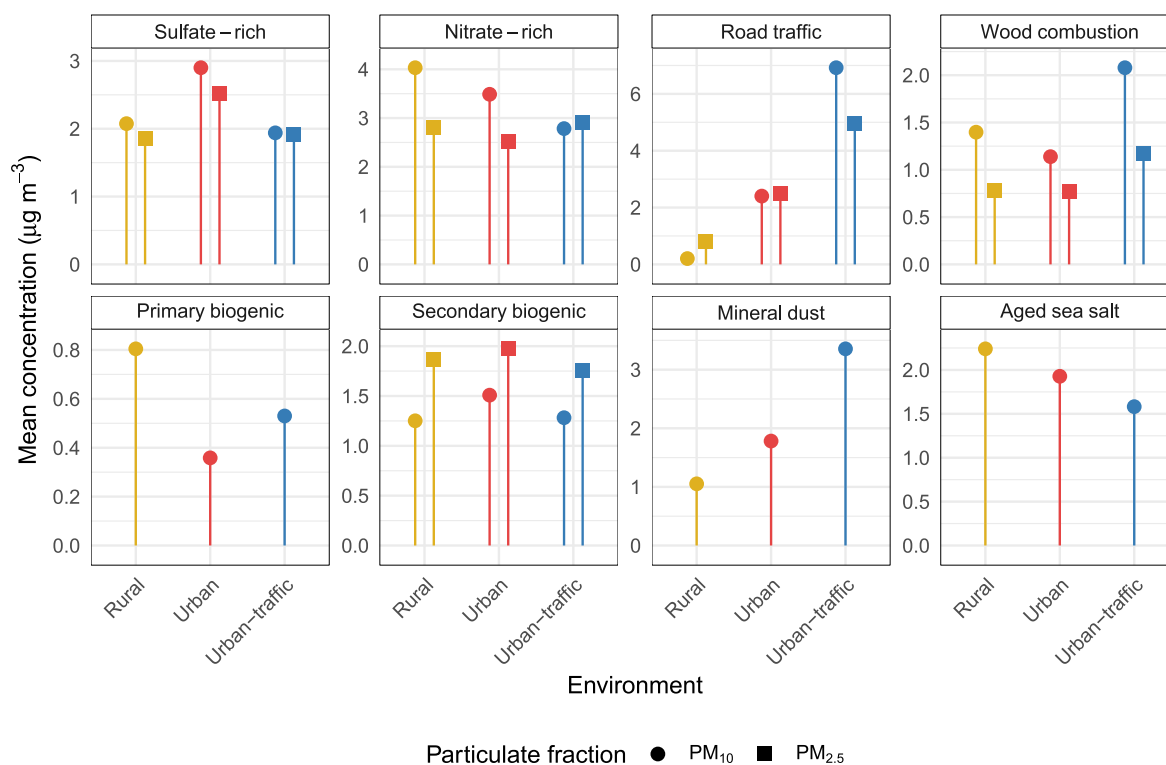 Sulfate−rich
Nitrate−rich
Road traffic
Wood combustion
3
2
1
0
4
3
2
1
0
6
4
2
0
2.0
1.5
1.0
0.5
0.0
Primary biogenic
Secondary biogenic
Mineral dust
Aged sea salt
0.8
0.6
0.4
0.2
0.0
2.0
1.5
1.0
0.5
0.0
3
2
1
0
2.0
1.5
1.0
0.5
0.0
Mean concentration (µg m⁻³)
Rural
Urban
Urban−traffic
Rural
Urban
Urban−traffic
Rural
Urban
Urban−traffic
Rural
Urban
Urban−traffic
Environment
Particulate fraction PM₁₀ PM₂.₅